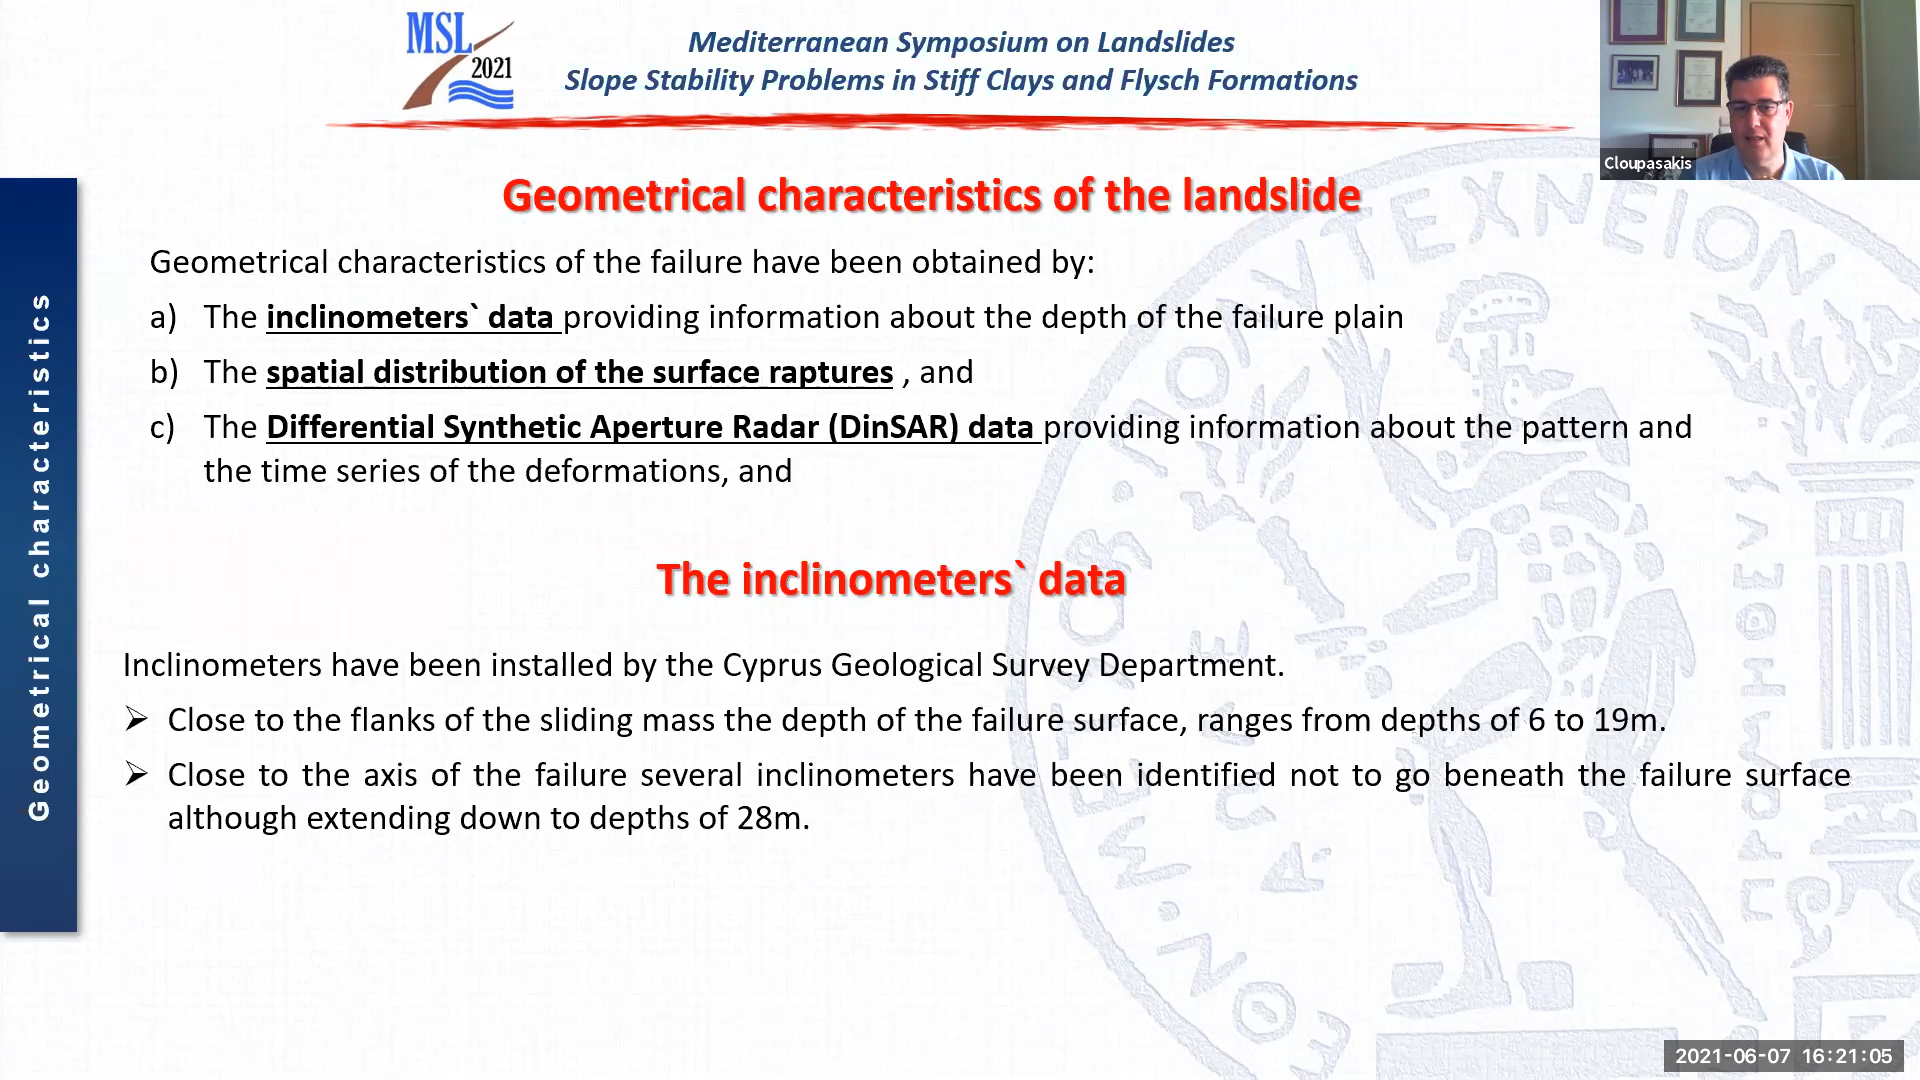 MSL
2021
Mediterranean Symposium on Landslides
Slope Stability Problems in Stiff Clays and Flysch Formations
Cloupasakis
Geometrical characteristics
Geometrical characteristics of the landslide
Geometrical characteristics of the failure have been obtained by:
a) The inclinometers` data providing information about the depth of the failure plain
b) The spatial distribution of the surface raptures , and
c) The Differential Synthetic Aperture Radar (DinSAR) data providing information about the pattern and
the time series of the deformations, and
The inclinometers` data
Inclinometers have been installed by the Cyprus Geological Survey Department.
➢ Close to the flanks of the sliding mass the depth of the failure surface, ranges from depths of 6 to 19m.
➢ Close to the axis of the failure several inclinometers have been identified not to go beneath the failure surface
although extending down to depths of 28m.
2021-06-07 16:21:05